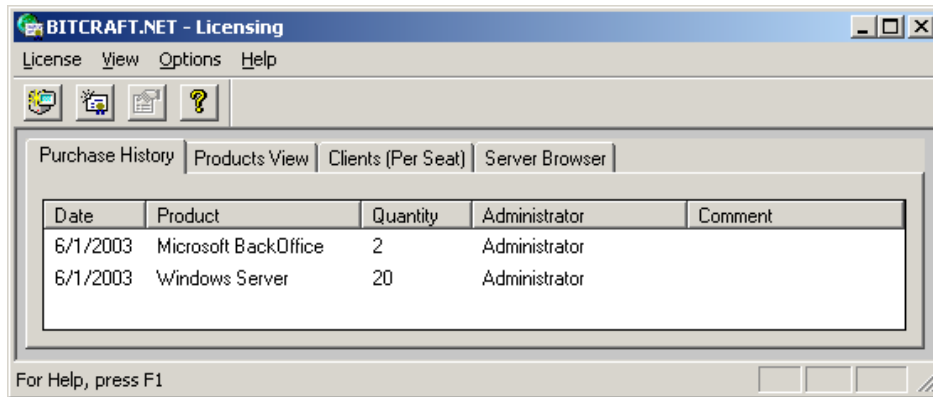 BITCRAFT.NET - Licensing
License View Options Help
Purchase History Products View Clients (Per Seat) Server Browser
Date Product Quantity Administrator Comment
6/1/2003 Microsoft BackOffice 2 Administrator
6/1/2003 Windows Server 20 Administrator
For Help, press F1